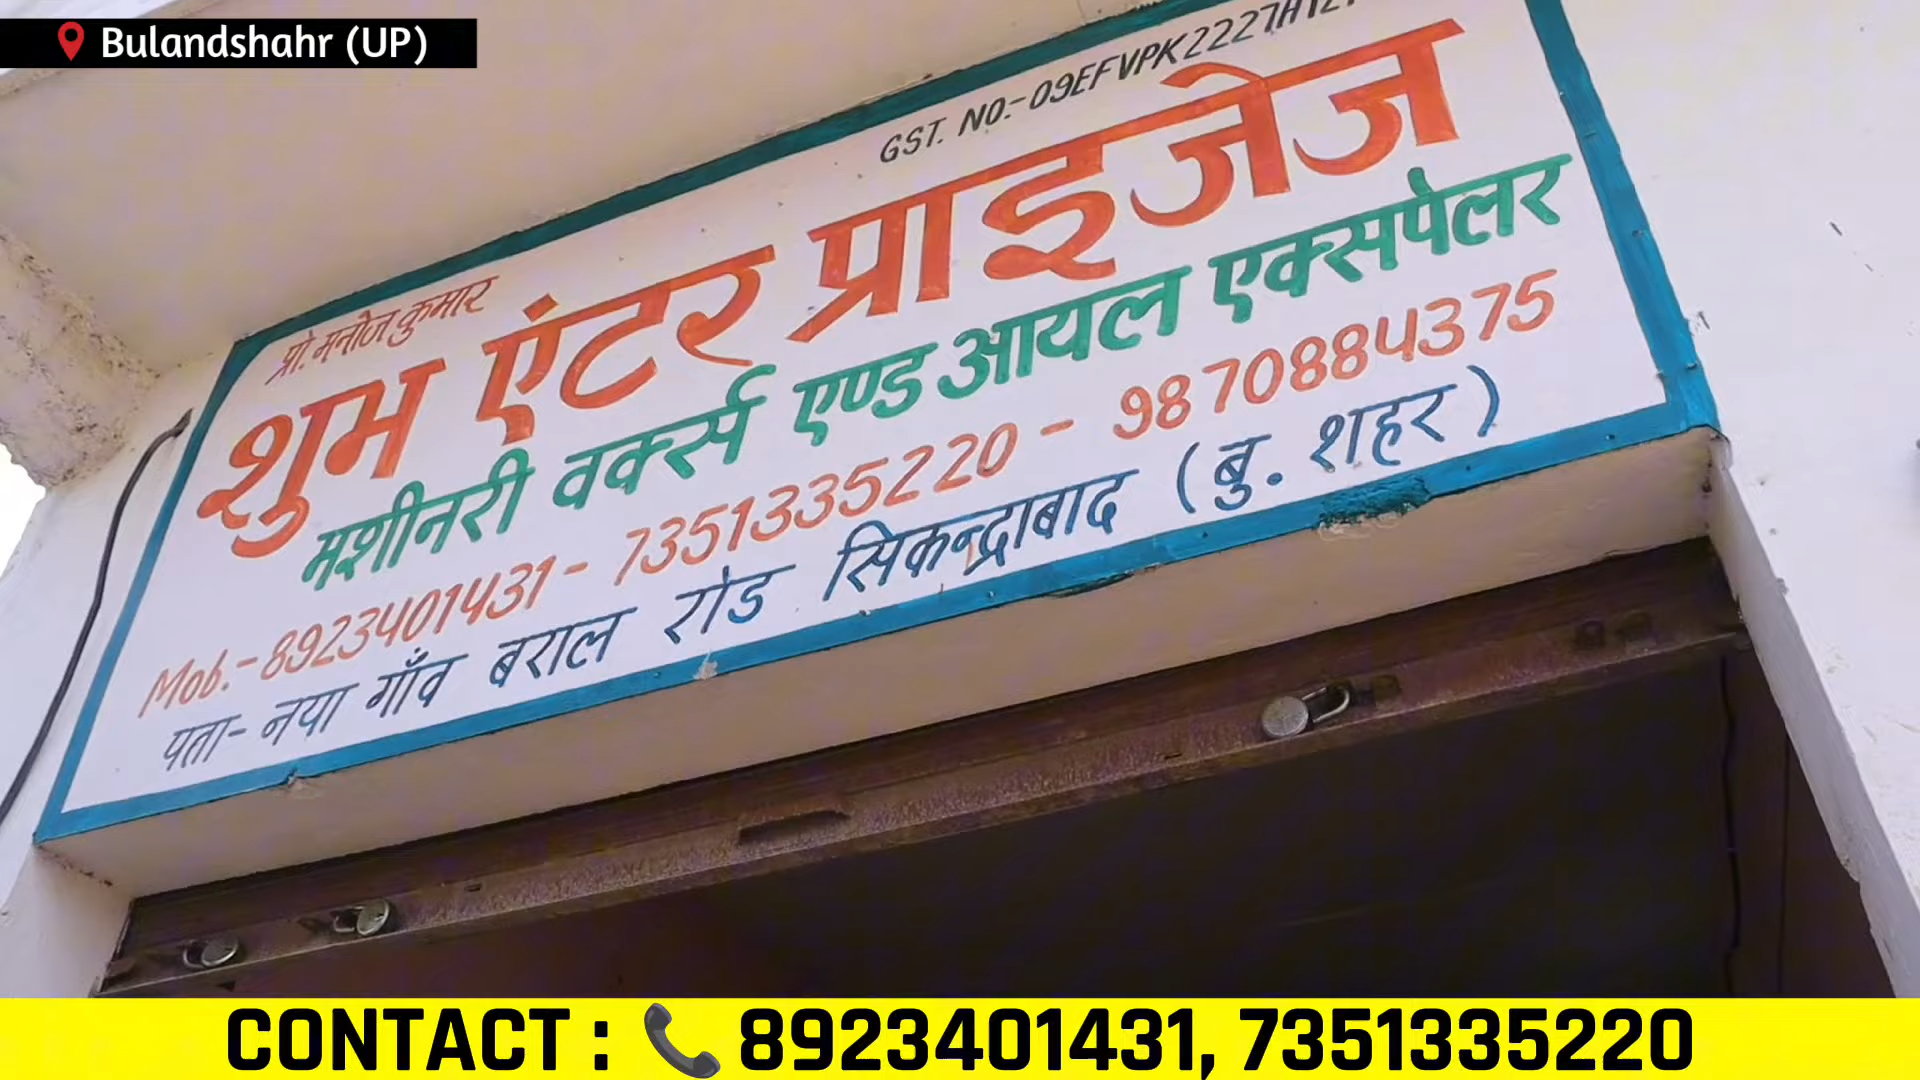 Bulandshahr (UP)
GST. NO.-09EFVPK2227H1Z
प्रो. मनोज कुमार
शुभ एंटर प्राइजेज
मशीनरी वर्क्स एण्ड आयल एक्सपेलर
Mob.-8923401431- 7351335220 - 9870884375
पता- नया गाँव बराल रोड सिकन्द्राबाद (बु. शहर)
CONTACT : 8923401431, 7351335220